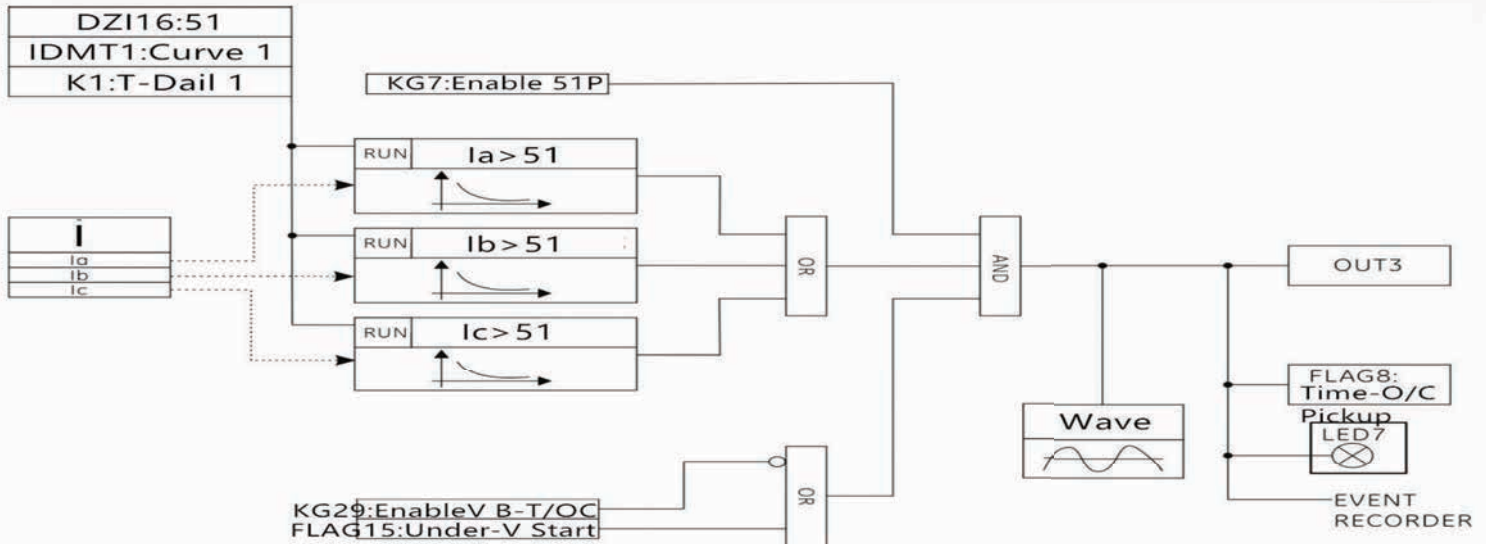 DZI16:51
IDMT1:Curve 1
K1:T-Dail 1
KG7:Enable 51P
RUN Ia>51
i
Ia
Ib
Ic
RUN Ib>51
RUN Ic>51
OR
AND
OUT3
FLAG8:
Time-O/C
Pickup
LED7
EVENT
RECORDER
Wave
KG29:EnableV B-T/OC
FLAG15:Under-V Start
OR